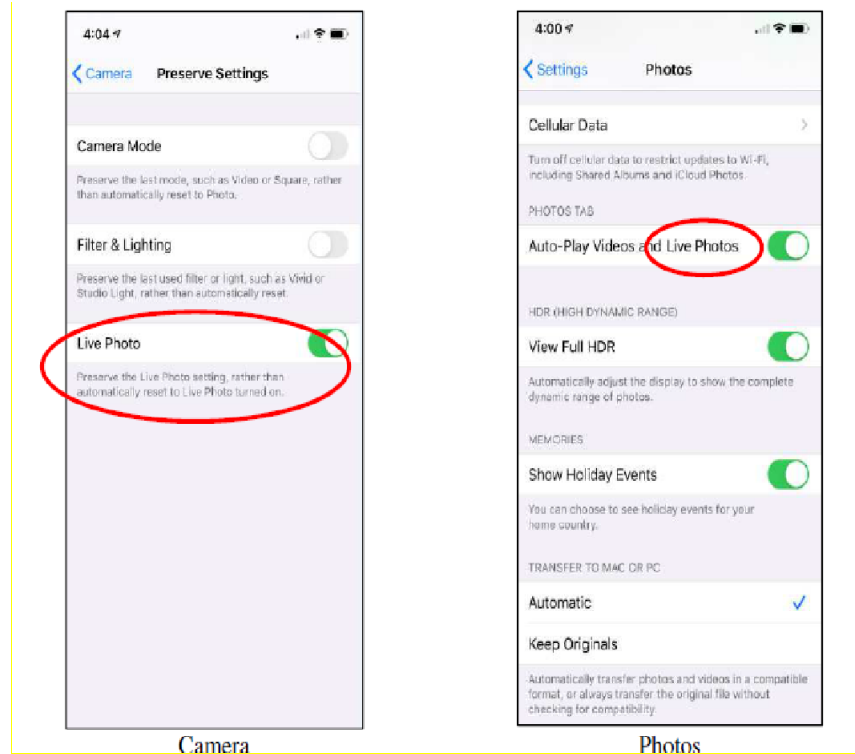 4:04
Camera
Preserve Settings
Camera Mode
Preserve the last mode, such as Video or Square, rather
than automatically reset to Photo.
Filter & Lighting
Preserve the last used filter or light, such as Vivid or
Studio Light, rather than automatically reset.
Live Photo
Preserve the Live Photo setting, rather than
automatically reset to Live Photo turned on.
Camera
4:00
Settings
Photos
Cellular Data
Turn off cellular data to restrict updates to Wi-Fi,
including Shared Albums and iCloud Photos.
PHOTOS TAB
Auto-Play Videos and Live Photos
HDR (HIGH DYNAMIC RANGE)
View Full HDR
Automatically adjust the display to show the complete
dynamic range of photos.
MEMORIES
Show Holiday Events
You can choose to see holiday events for your
home country.
TRANSFER TO MAC OR PC
Automatic
Keep Originals
Automatically transfer photos and videos in a compatible
format, or always transfer the original file without
checking for compatibility
Photos